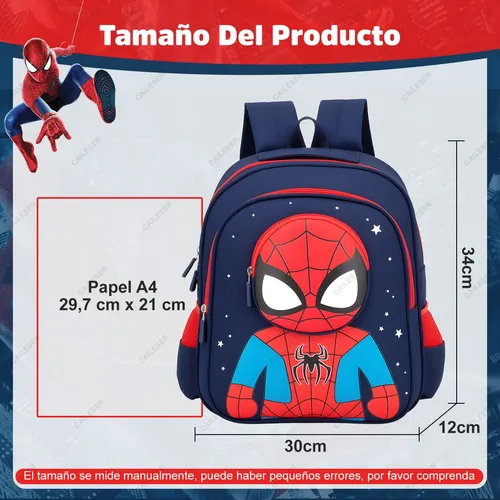 Tamaño Del Producto
Papel A4
29,7 cm x 21 cm
34cm
12cm
30cm
El tamaño se mide manualmente, puede haber pequeños errores, por favor comprenda
CAILESER